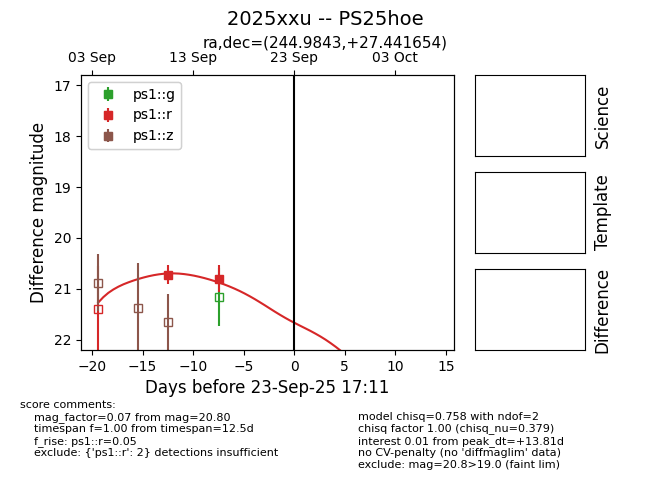 2025xxu -- PS25hoe
ra,dec=(244.9843,+27.441654)
03 Sep 13 Sep 23 Sep 03 Oct
ps1::g
ps1::r
ps1::z
17
18
19
20
21
22
Difference magnitude
−20 −15 −10 −5 0 5 10 15
Days before 23-Sep-25 17:11
Science
Template
Difference
score comments:
mag_factor=0.07 from mag=20.80
timespan f=1.00 from timespan=12.5d
f_rise: ps1::r=0.05
exclude: {'ps1::r': 2} detections insufficient
model chisq=0.758 with ndof=2
chisq factor 1.00 (chisq_nu=0.379)
interest 0.01 from peak_dt=+13.81d
no CV-penalty (no 'diffmaglim' data)
exclude: mag=20.8>19.0 (faint lim)